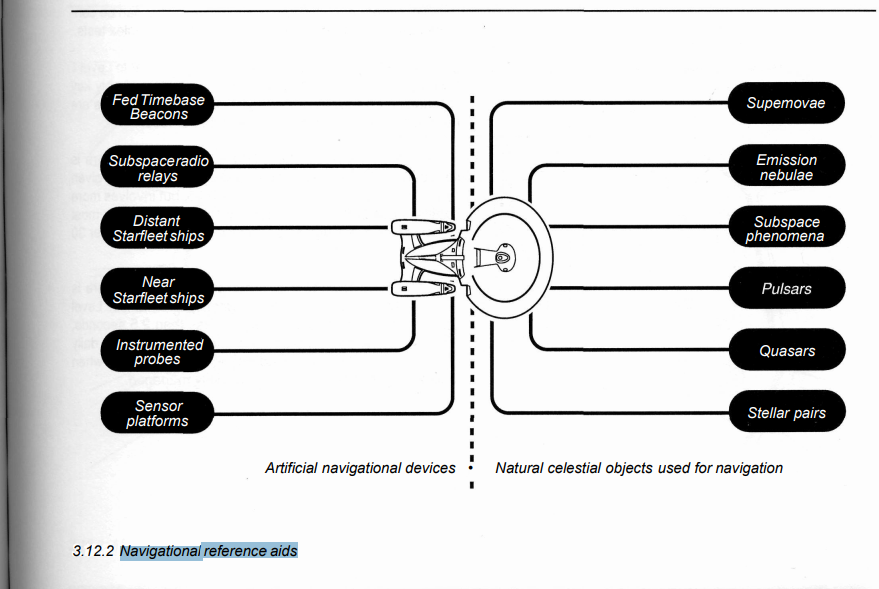 Fed Timebase
Beacons
Subspaceradio
relays
Distant
Starfleet ships
Near
Starfleet ships
Instrumented
probes
Sensor
platforms
Supemovae
Emission
nebulae
Subspace
phenomena
Pulsars
Quasars
Stellar pairs
Artificial navigational devices
Natural celestial objects used for navigation
3.12.2 Navigational reference aids